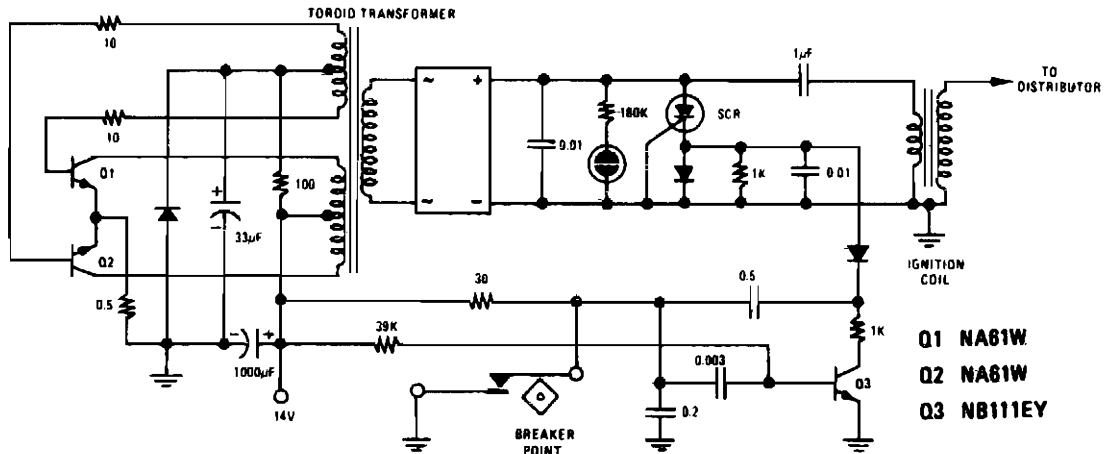 TOROID TRANSFORMER
10
10
Q1
Q2
0.5
+
-
33µF
100
~
~
+
-
0.01
180K
SCR
1K
0.01
1µF
TO
DISTRIBUTOR
IGNITION
COIL
30
0.5
39K
- +
1000µF
14V
0.003
0.2
1K
Q3
BREAKER
POINT
Q1 NA61W
Q2 NA61W
Q3 NB111EY